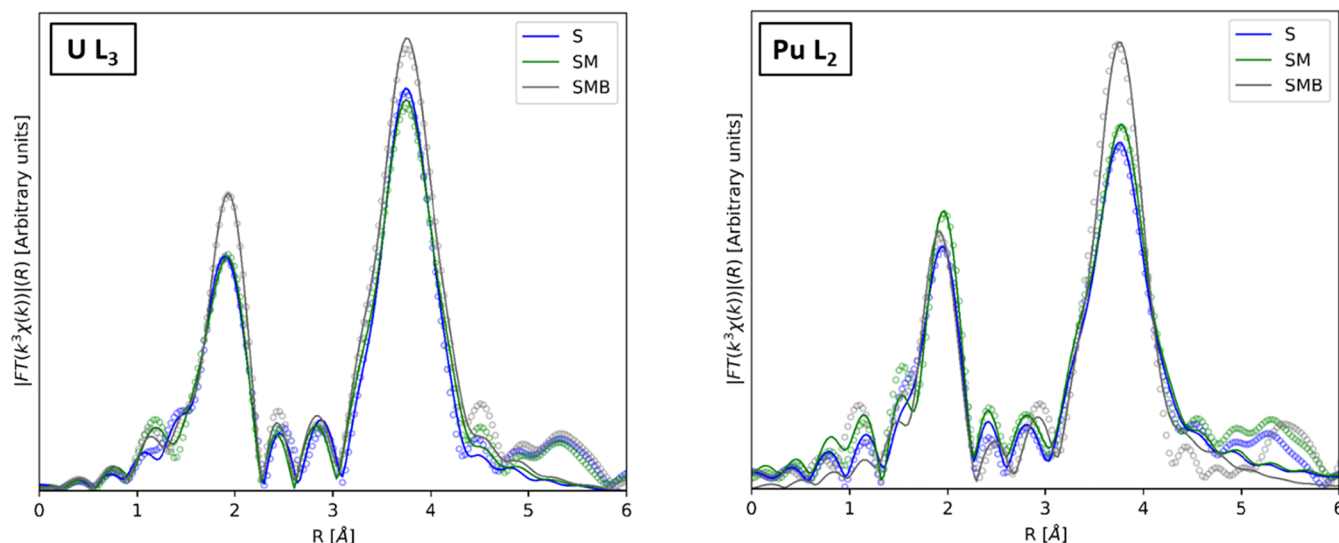 U L₃
S
SM
SMB
|FT(k³χ(k))|(R) [Arbitrary units]
0 1 2 3 4 5 6
R [Å]
Pu L₂
S
SM
SMB
|FT(k³χ(k))|(R) [Arbitrary units]
0 1 2 3 4 5 6
R [Å]